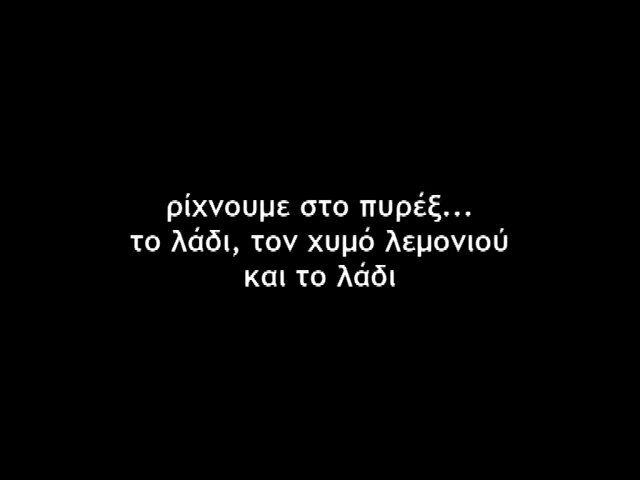 ρίχνουμε στο πυρέξ...
το λάδι, τον χυμό λεμονιού
και το λάδι